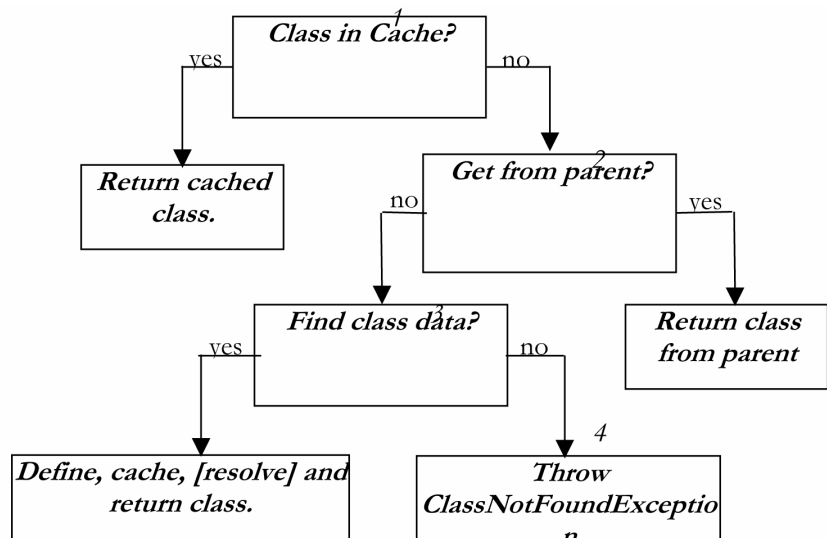 1
Class in Cache?
yes
no
2
Return cached
class.
Get from parent?
no
yes
3
Find class data?
Return class
from parent
yes
no
4
Define, cache, [resolve] and
return class.
Throw
ClassNotFoundExceptio
n